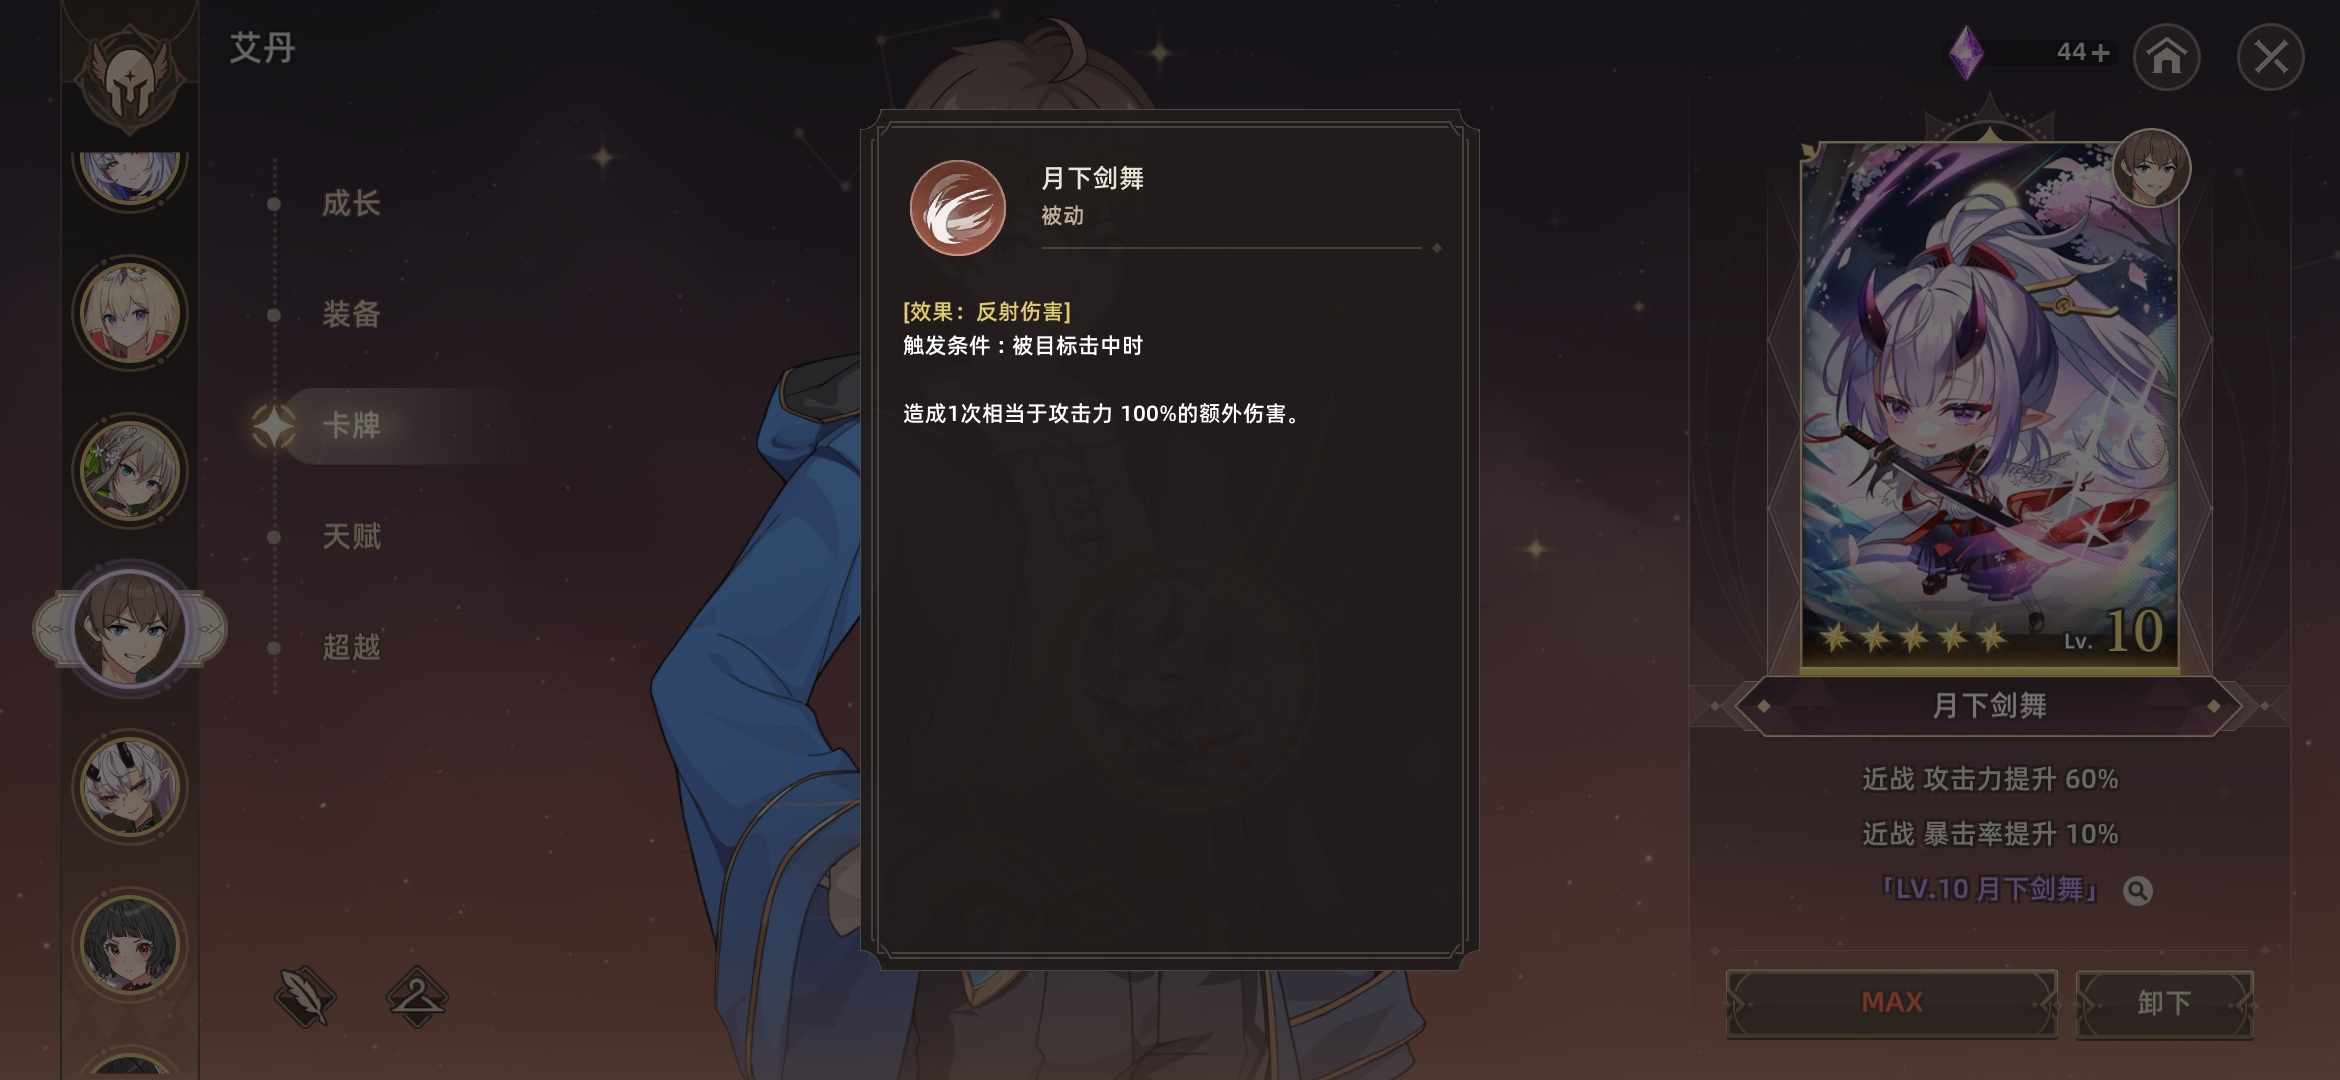 艾丹
44+
成长
装备
卡牌
天赋
超越
月下剑舞
被动
[效果：反射伤害]
触发条件：被目标击中时
造成1次相当于攻击力 100%的额外伤害。
Lv. 10
月下剑舞
近战 攻击力提升 60%
近战 暴击率提升 10%
「LV.10 月下剑舞」
MAX
卸下